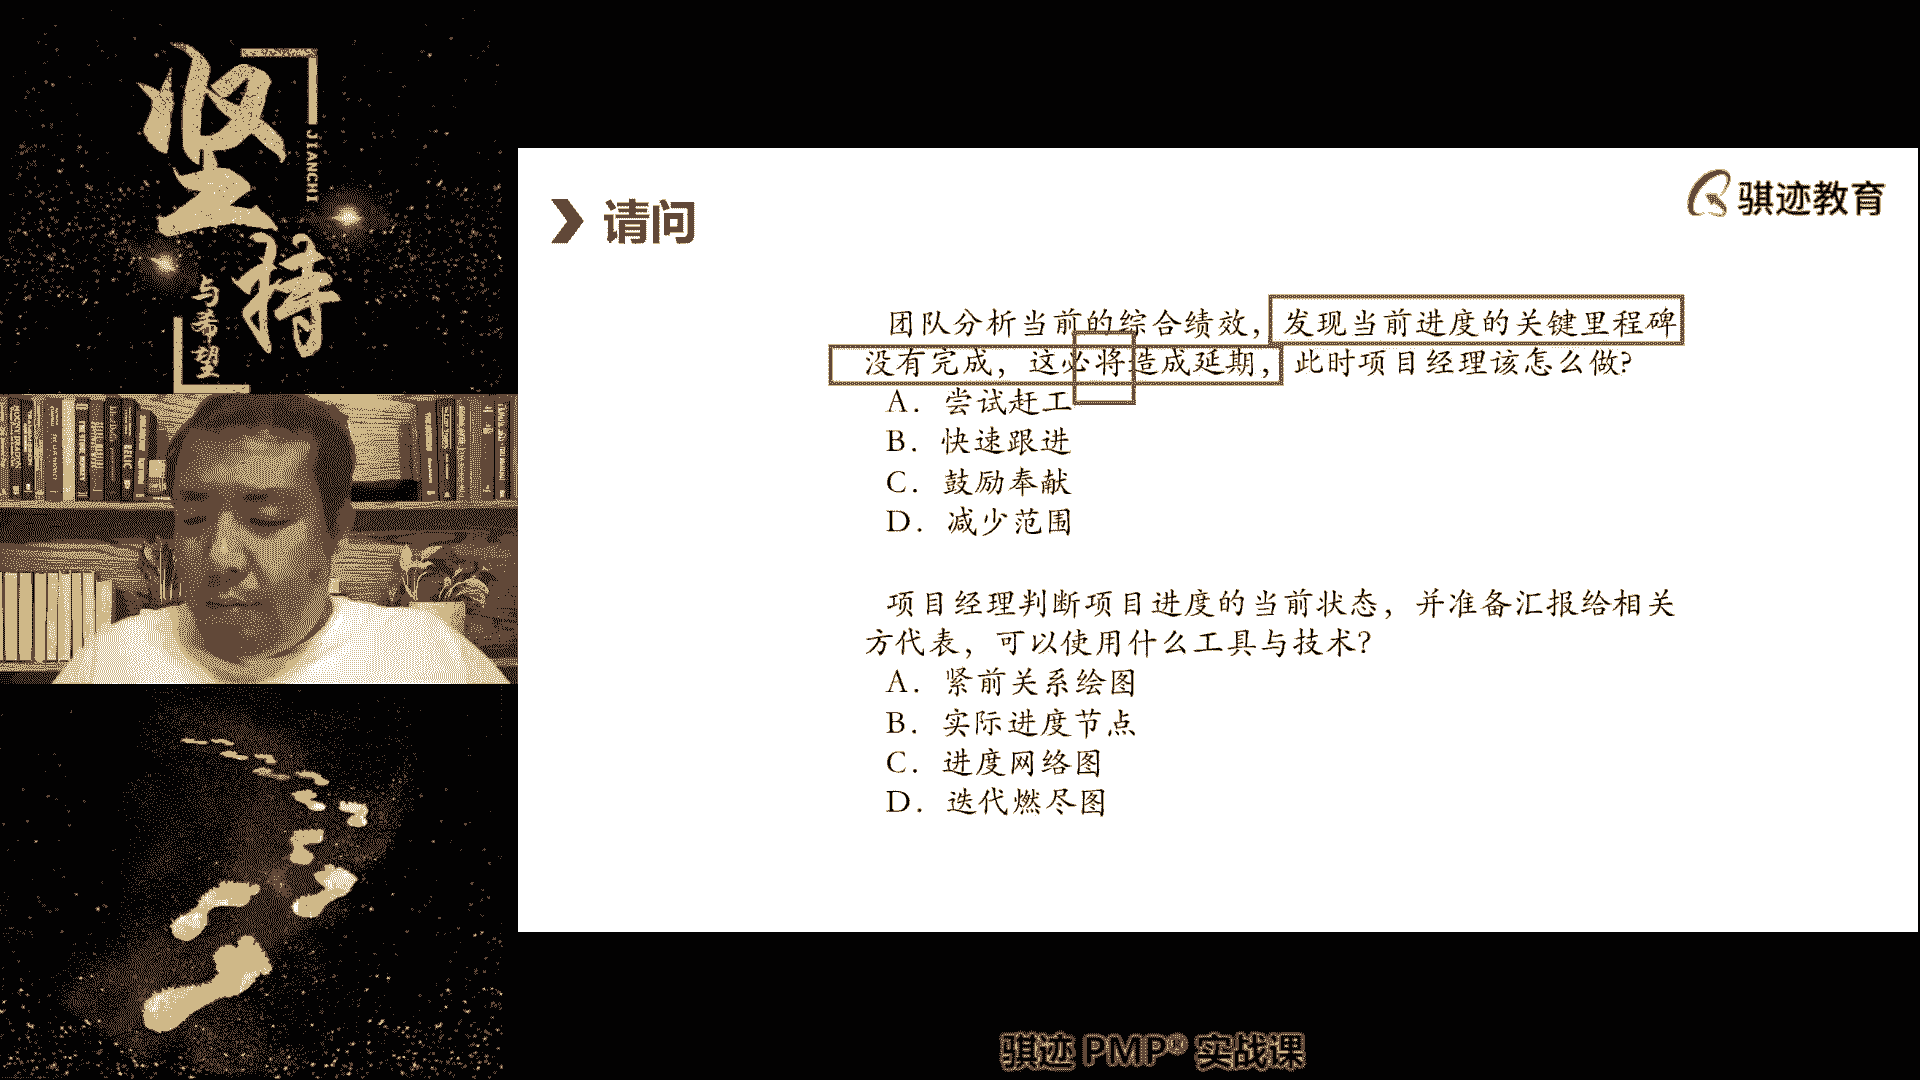 坚持
JIANCHI
与希望
骐迹教育
请问
团队分析当前的综合绩效，发现当前进度的关键里程碑
没有完成，这必将造成延期，此时项目经理该怎么做？
A. 尝试赶工
B. 快速跟进
C. 鼓励奉献
D. 减少范围
项目经理判断项目进度的当前状态，并准备汇报给相关
方代表，可以使用什么工具与技术？
A. 紧前关系绘图
B. 实际进度节点
C. 进度网络图
D. 迭代燃尽图
骐迹 PMP® 实战课